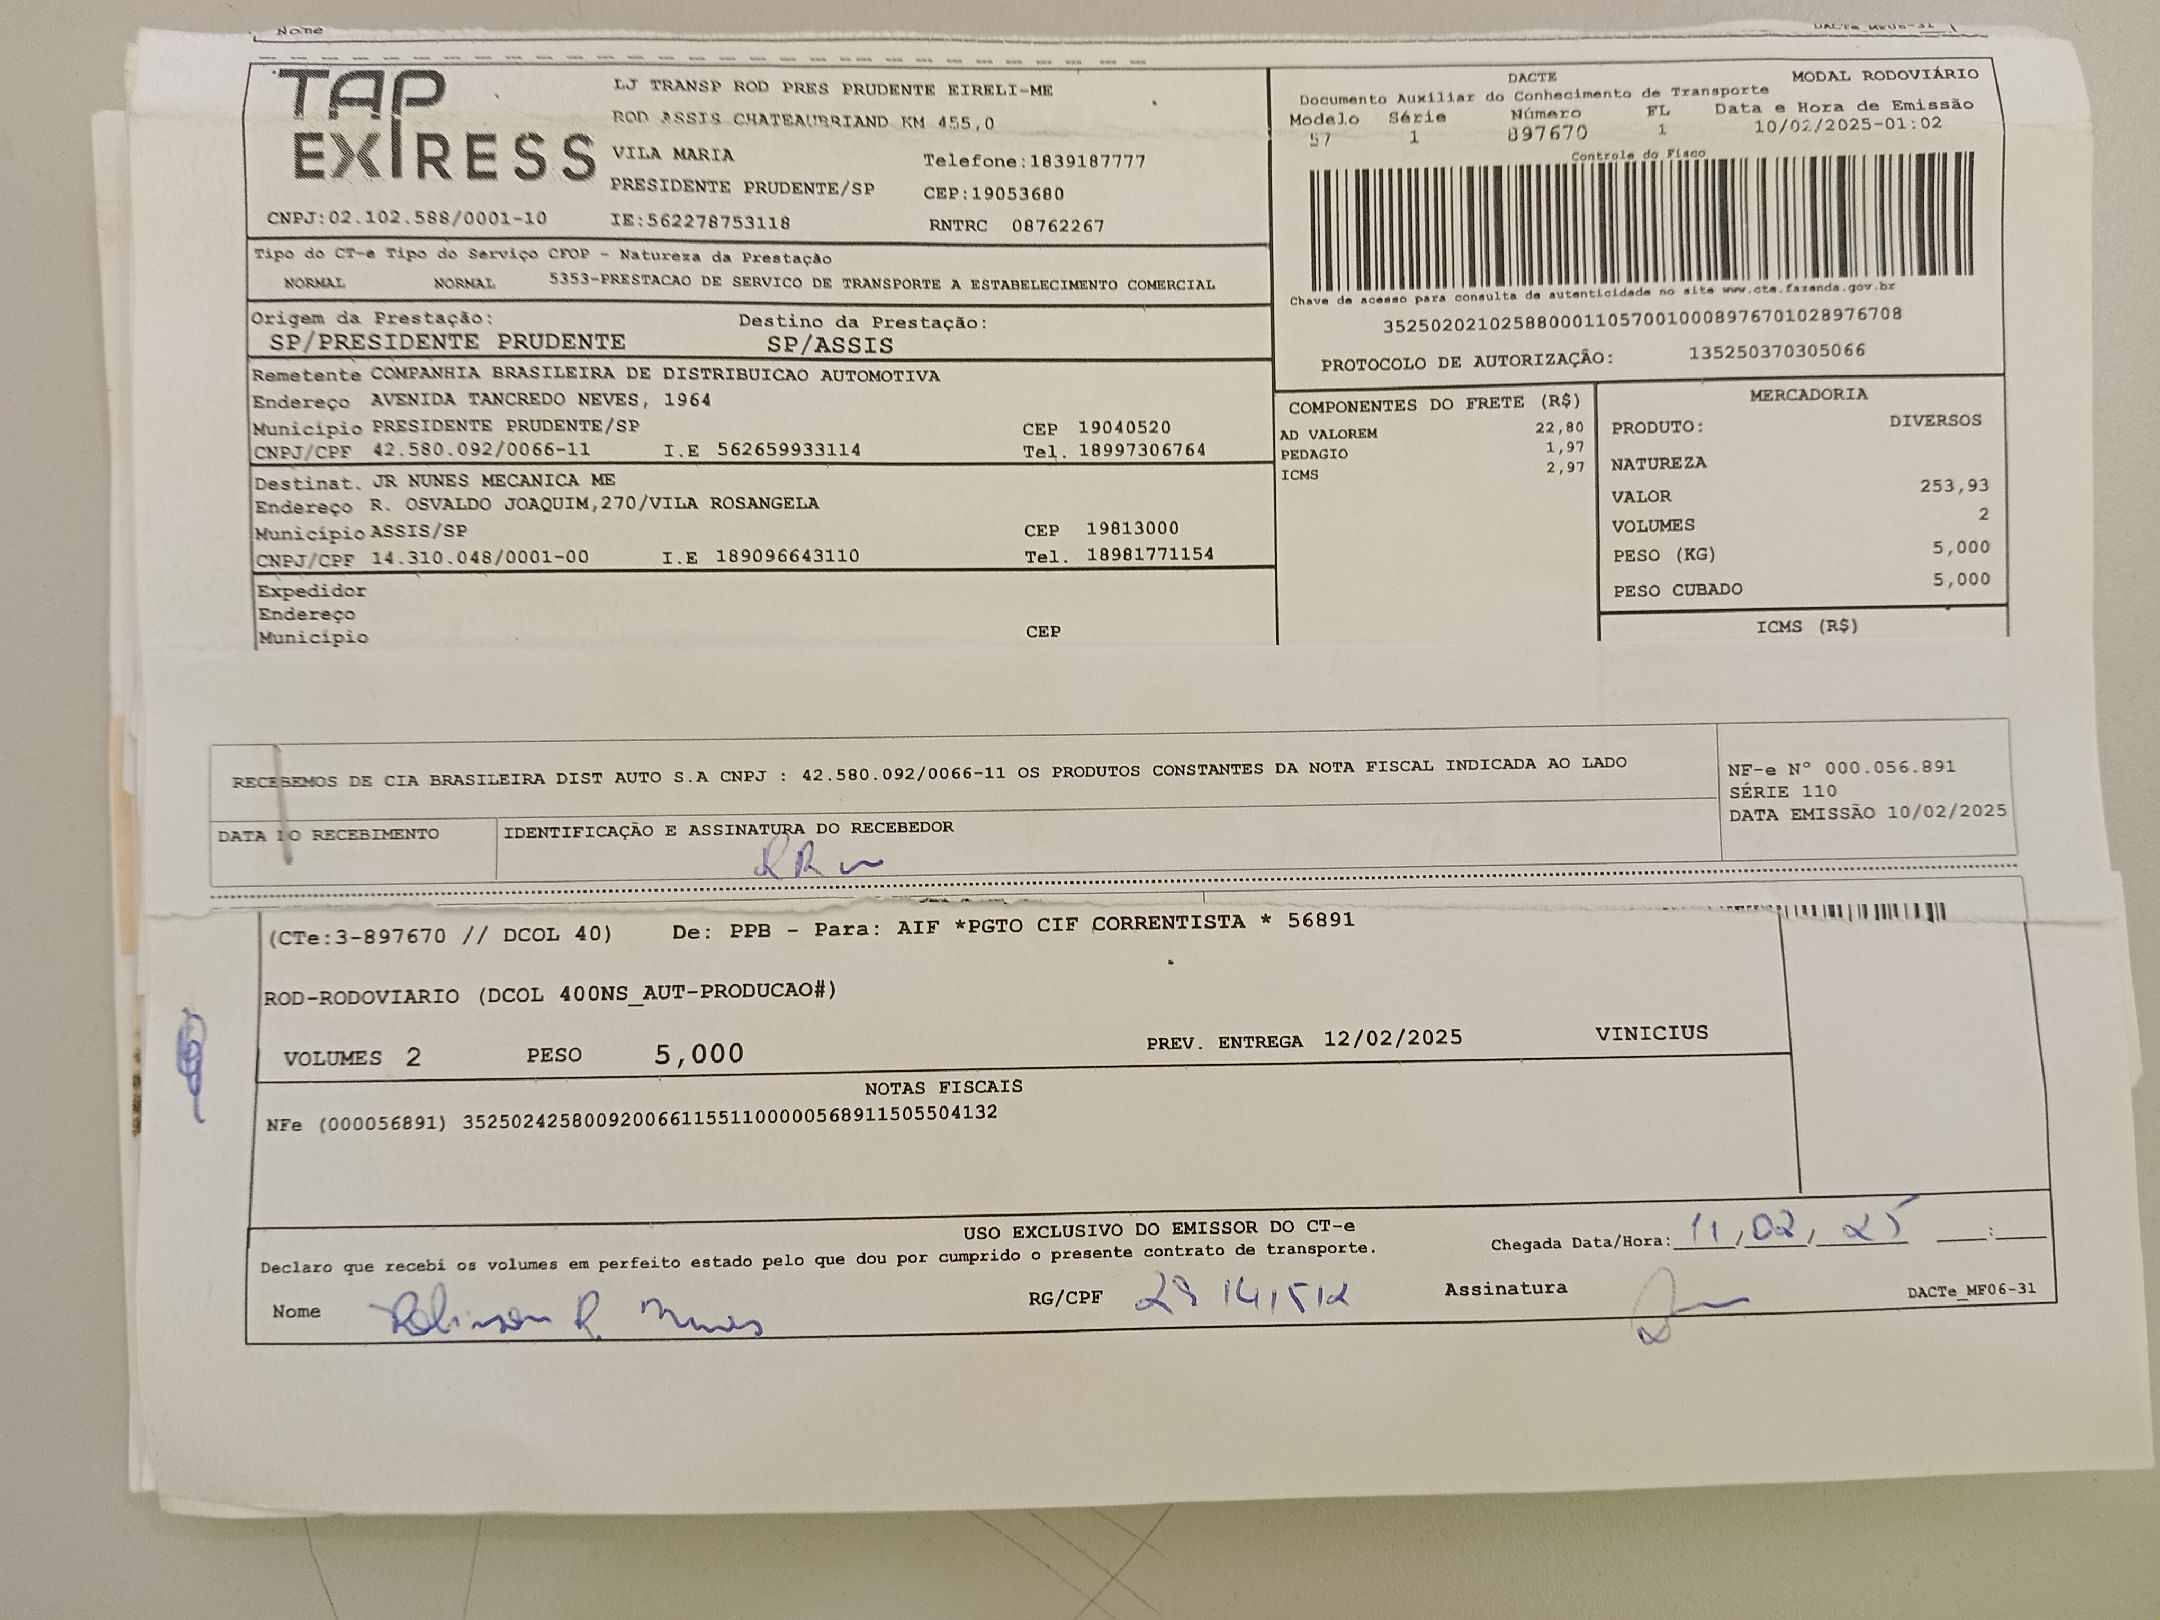 Nome
TAP
EXPRESS
LJ TRANSP ROD PRES PRUDENTE EIRELI-ME
ROD ASSIS CHATEAUBRIAND KM 455,0
VILA MARIA Telefone:1839187777
PRESIDENTE PRUDENTE/SP CEP:19053680
CNPJ:02.102.588/0001-10 IE:562278753118 RNTRC 08762267
DACTE MODAL RODOVIÁRIO
Documento Auxiliar do Conhecimento de Transporte
Modelo Série Número FL Data e Hora de Emissão
57 1 897670 1 10/02/2025-01:02
Controle do Fisco
Chave de acesso para consulta de autenticidade no site www.cte.fazenda.gov.br
35250202102588000110570010008976701028976708
PROTOCOLO DE AUTORIZAÇÃO: 135250370305066
Tipo do CT-e Tipo do Serviço CFOP - Natureza da Prestação
NORMAL NORMAL 5353-PRESTACAO DE SERVICO DE TRANSPORTE A ESTABELECIMENTO COMERCIAL
Origem da Prestação: Destino da Prestação:
SP/PRESIDENTE PRUDENTE SP/ASSIS
Remetente COMPANHIA BRASILEIRA DE DISTRIBUICAO AUTOMOTIVA
Endereço AVENIDA TANCREDO NEVES, 1964
Município PRESIDENTE PRUDENTE/SP CEP 19040520
CNPJ/CPF 42.580.092/0066-11 I.E 562659933114 Tel. 18997306764
Destinat. JR NUNES MECANICA ME
Endereço R. OSVALDO JOAQUIM,270/VILA ROSANGELA
Município ASSIS/SP CEP 19813000
CNPJ/CPF 14.310.048/0001-00 I.E 189096643110 Tel. 18981771154
Expedidor
Endereço
Município CEP
COMPONENTES DO FRETE (R$)
AD VALOREM 22,80
PEDAGIO 1,97
ICMS 2,97
MERCADORIA
PRODUTO: DIVERSOS
NATUREZA
VALOR 253,93
VOLUMES 2
PESO (KG) 5,000
PESO CUBADO 5,000
ICMS (R$)
RECEBEMOS DE CIA BRASILEIRA DIST AUTO S.A CNPJ : 42.580.092/0066-11 OS PRODUTOS CONSTANTES DA NOTA FISCAL INDICADA AO LADO
NF-e Nº 000.056.891
SÉRIE 110
DATA EMISSÃO 10/02/2025
DATA DO RECEBIMENTO IDENTIFICAÇÃO E ASSINATURA DO RECEBEDOR
(CTe:3-897670 // DCOL 40) De: PPB - Para: AIF *PGTO CIF CORRENTISTA * 56891
ROD-RODOVIARIO (DCOL 400NS_AUT-PRODUCAO#)
VOLUMES 2 PESO 5,000 PREV. ENTREGA 12/02/2025 VINICIUS
NOTAS FISCAIS
NFe (000056891) 35250242580092006611551100000568911505504132
USO EXCLUSIVO DO EMISSOR DO CT-e
Declaro que recebi os volumes em perfeito estado pelo que dou por cumprido o presente contrato de transporte.
Chegada Data/Hora: 11/02/25 :
Nome Robinson R. Nunes RG/CPF Assinatura DACTe_MF06-31